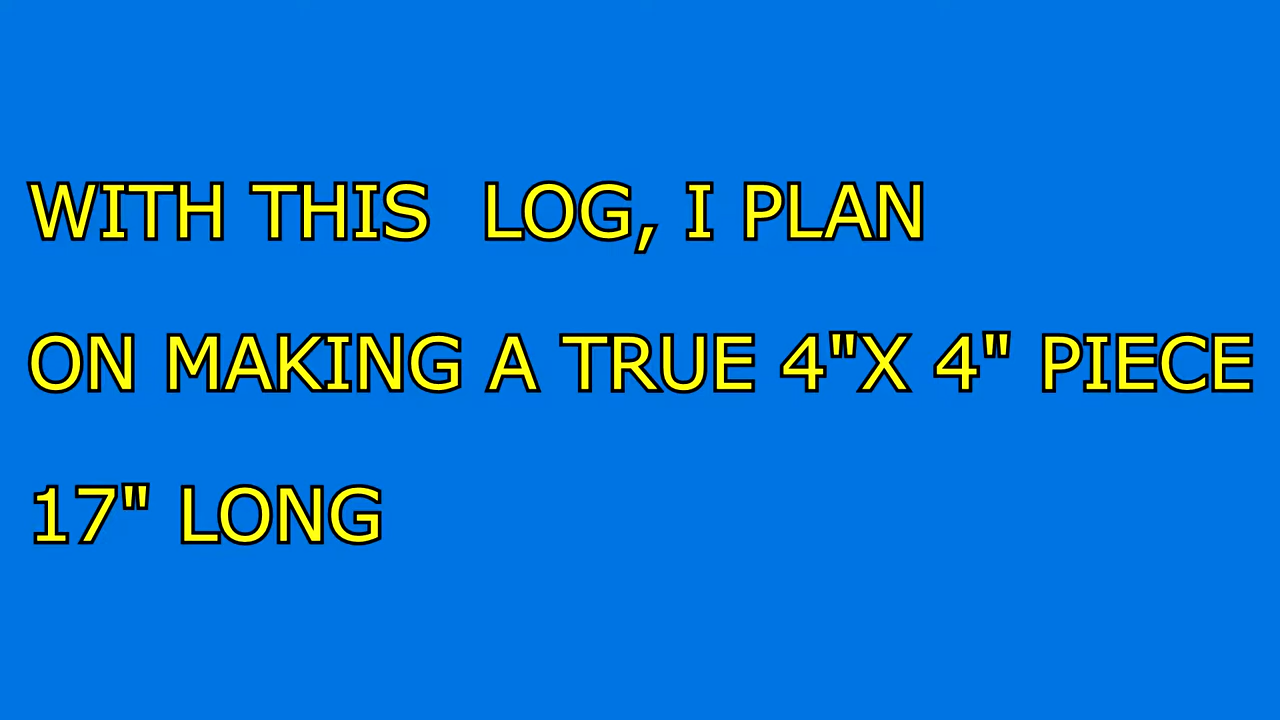 WITH THIS  LOG, I PLAN
ON MAKING A TRUE 4"X 4" PIECE
17" LONG